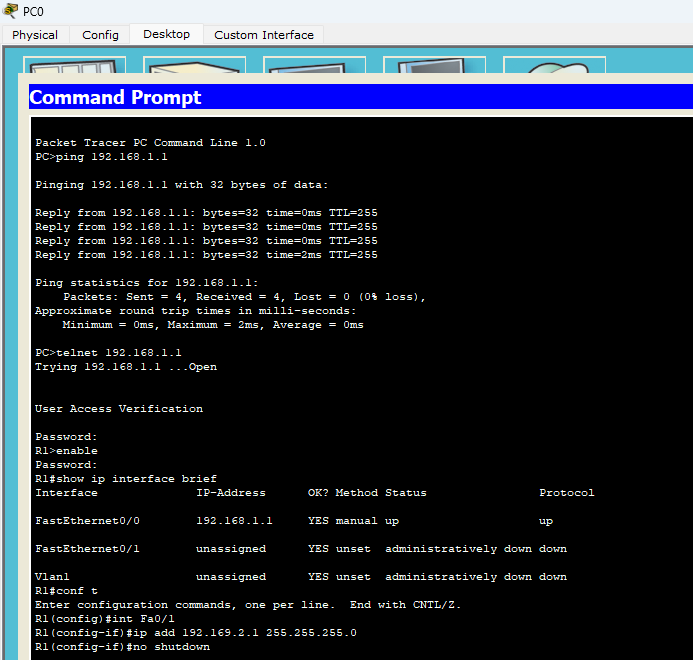 PC0
Physical Config Desktop Custom Interface
Command Prompt
Packet Tracer PC Command Line 1.0
PC>ping 192.168.1.1
Pinging 192.168.1.1 with 32 bytes of data:
Reply from 192.168.1.1: bytes=32 time=0ms TTL=255
Reply from 192.168.1.1: bytes=32 time=0ms TTL=255
Reply from 192.168.1.1: bytes=32 time=0ms TTL=255
Reply from 192.168.1.1: bytes=32 time=2ms TTL=255
Ping statistics for 192.168.1.1:
    Packets: Sent = 4, Received = 4, Lost = 0 (0% loss),
Approximate round trip times in milli-seconds:
    Minimum = 0ms, Maximum = 2ms, Average = 0ms
PC>telnet 192.168.1.1
Trying 192.168.1.1 ...Open
User Access Verification
Password:
R1>enable
Password:
R1#show ip interface brief
Interface              IP-Address      OK? Method Status                Protocol
FastEthernet0/0        192.168.1.1     YES manual up                    up
FastEthernet0/1        unassigned      YES unset  administratively down down
Vlan1                  unassigned      YES unset  administratively down down
R1#conf t
Enter configuration commands, one per line.  End with CNTL/Z.
R1(config)#int Fa0/1
R1(config-if)#ip add 192.169.2.1 255.255.255.0
R1(config-if)#no shutdown